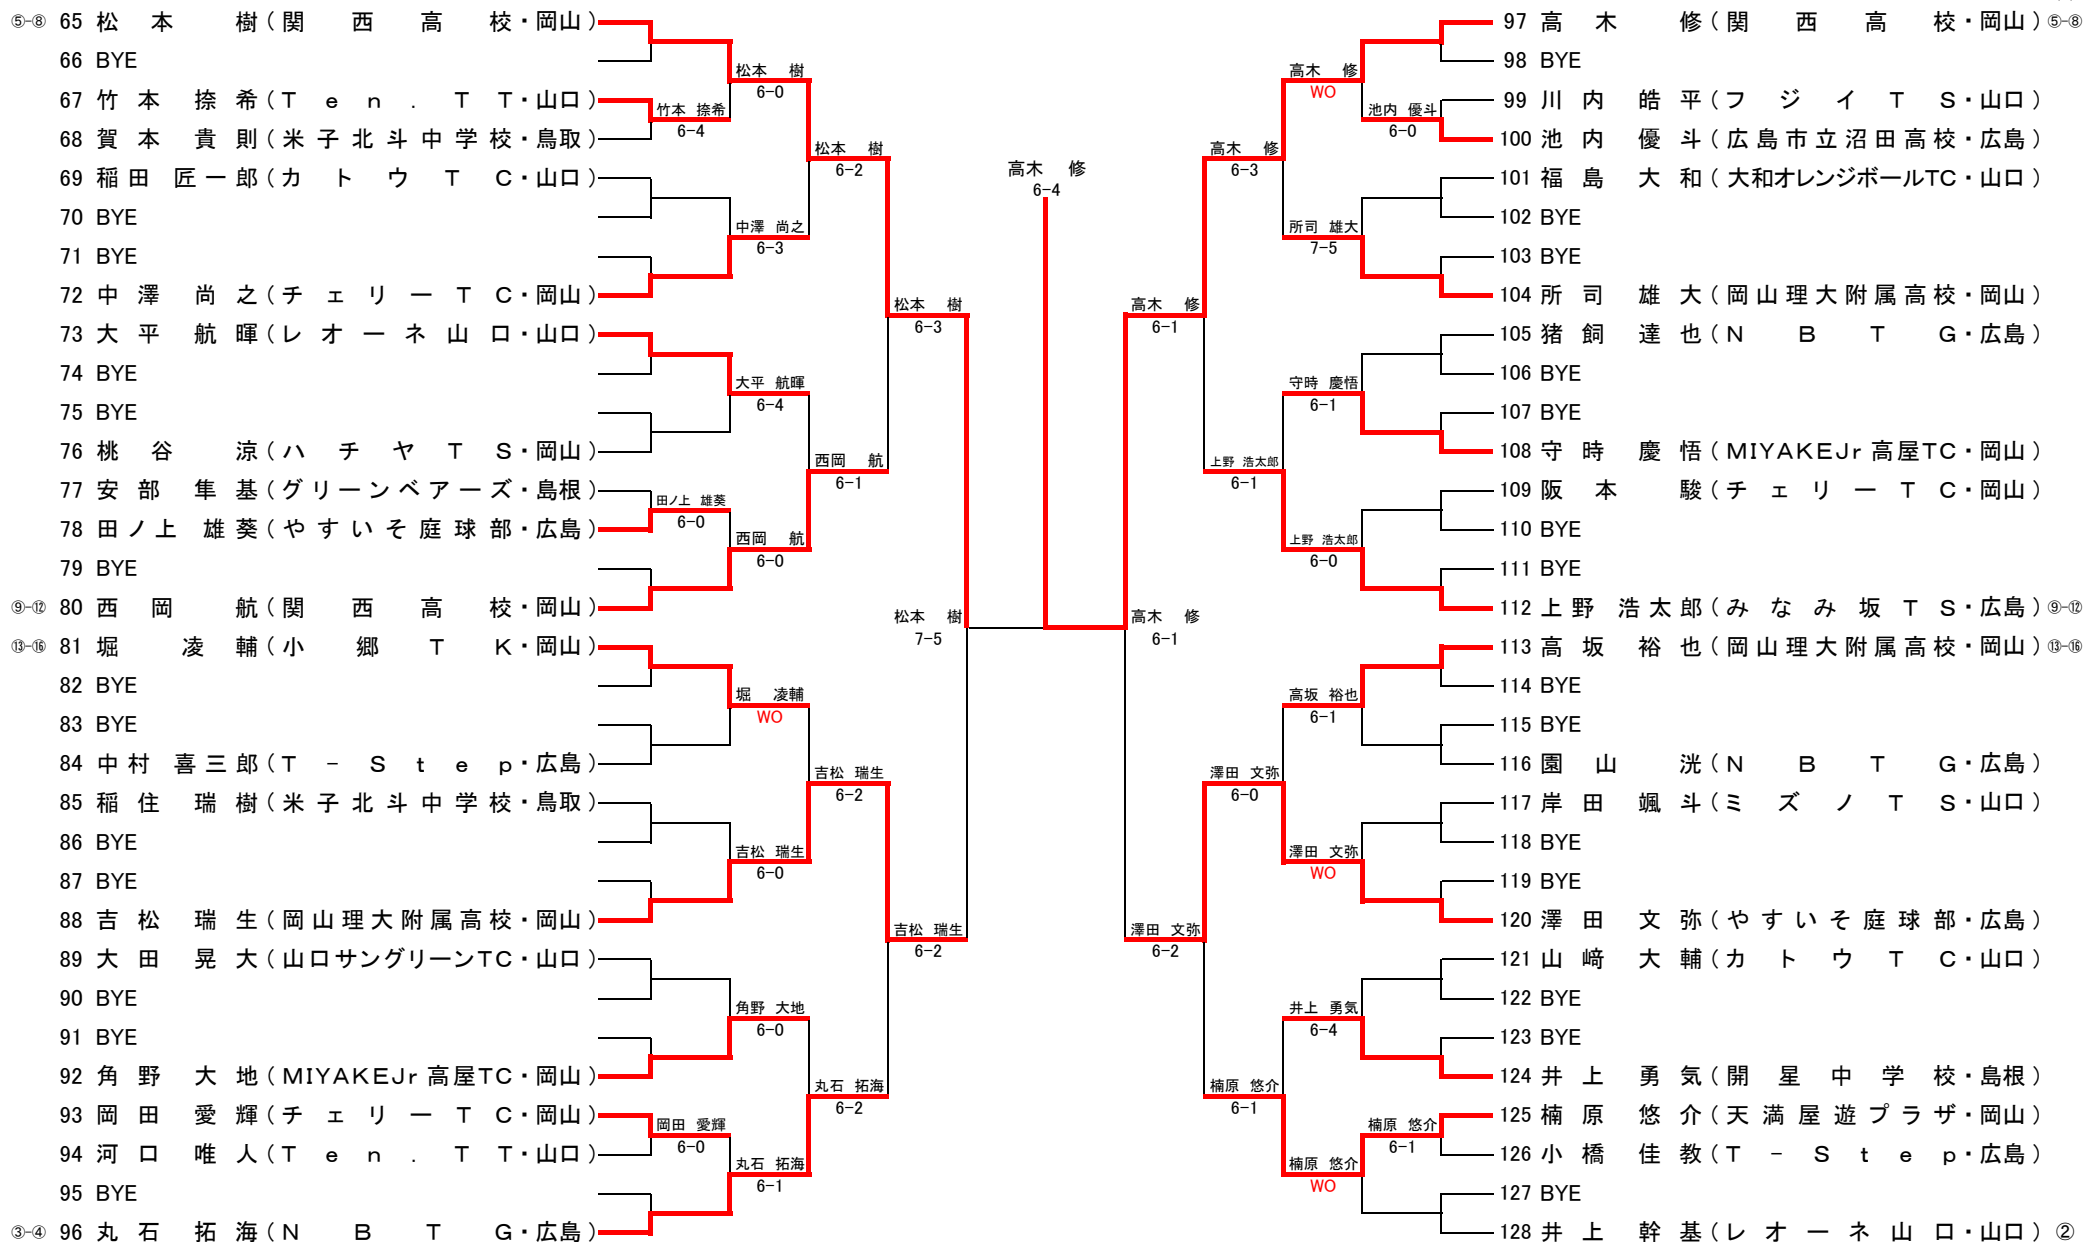 ⑤-⑧ 65 松本 樹(関西高校・岡山)
66 BYE
67 竹本 捺希(Ten.TT・山口)
68 賀本 貴則(米子北斗中学校・鳥取)
69 稲田 匠一郎(カトウTC・山口)
70 BYE
71 BYE
72 中澤 尚之(チェリーTC・岡山)
73 大平 航暉(レオーネ山口・山口)
74 BYE
75 BYE
76 桃谷 涼(ハチヤTS・岡山)
77 安部 隼基(グリーンベアーズ・島根)
78 田ノ上 雄葵(やすいそ庭球部・広島)
79 BYE
⑨-⑫ 80 西岡 航(関西高校・岡山)
⑬-⑯ 81 堀 凌輔(小郷TK・岡山)
82 BYE
83 BYE
84 中村 喜三郎(T-Step・広島)
85 稲住 瑞樹(米子北斗中学校・鳥取)
86 BYE
87 BYE
88 吉松 瑞生(岡山理大附属高校・岡山)
89 大田 晃大(山口サングリーンTC・山口)
90 BYE
91 BYE
92 角野 大地(MIYAKEJr高屋TC・岡山)
93 岡田 愛輝(チェリーTC・岡山)
94 河口 唯人(Ten.TT・山口)
95 BYE
③-④ 96 丸石 拓海(NBTG・広島)
竹本 捺希
6-4
田ノ上 雄葵
6-0
岡田 愛輝
6-0
松本 樹
6-0
中澤 尚之
6-3
大平 航暉
6-4
西岡 航
6-0
堀 凌輔
WO
吉松 瑞生
6-0
角野 大地
6-0
丸石 拓海
6-1
松本 樹
6-2
西岡 航
6-1
吉松 瑞生
6-2
丸石 拓海
6-2
松本 樹
6-3
吉松 瑞生
6-2
松本 樹
7-5
高木 修
6-4
高木 修
6-1
高木 修
6-1
澤田 文弥
6-2
高木 修
6-3
上野 浩太郎
6-1
澤田 文弥
6-0
楠原 悠介
6-1
高木 修
WO
所司 雄大
7-5
守時 慶悟
6-1
上野 浩太郎
6-0
高坂 裕也
6-1
澤田 文弥
WO
井上 勇気
6-4
楠原 悠介
WO
池内 優斗
6-0
楠原 悠介
6-1
97 高木 修(関西高校・岡山) ⑤-⑧
98 BYE
99 川内 皓平(フジイTS・山口)
100 池内 優斗(広島市立沼田高校・広島)
101 福島 大和(大和オレンジボールTC・山口)
102 BYE
103 BYE
104 所司 雄大(岡山理大附属高校・岡山)
105 猪飼 達也(NBTG・広島)
106 BYE
107 BYE
108 守時 慶悟(MIYAKEJr高屋TC・岡山)
109 阪本 駿(チェリーTC・岡山)
110 BYE
111 BYE
112 上野 浩太郎(みなみ坂TS・広島) ⑨-⑫
113 高坂 裕也(岡山理大附属高校・岡山) ⑬-⑯
114 BYE
115 BYE
116 園山 洸(NBTG・広島)
117 岸田 颯斗(ミズノTS・山口)
118 BYE
119 BYE
120 澤田 文弥(やすいそ庭球部・広島)
121 山﨑 大輔(カトウTC・山口)
122 BYE
123 BYE
124 井上 勇気(開星中学校・島根)
125 楠原 悠介(天満屋遊プラザ・岡山)
126 小橋 佳教(T-Step・広島)
127 BYE
128 井上 幹基(レオーネ山口・山口) ②